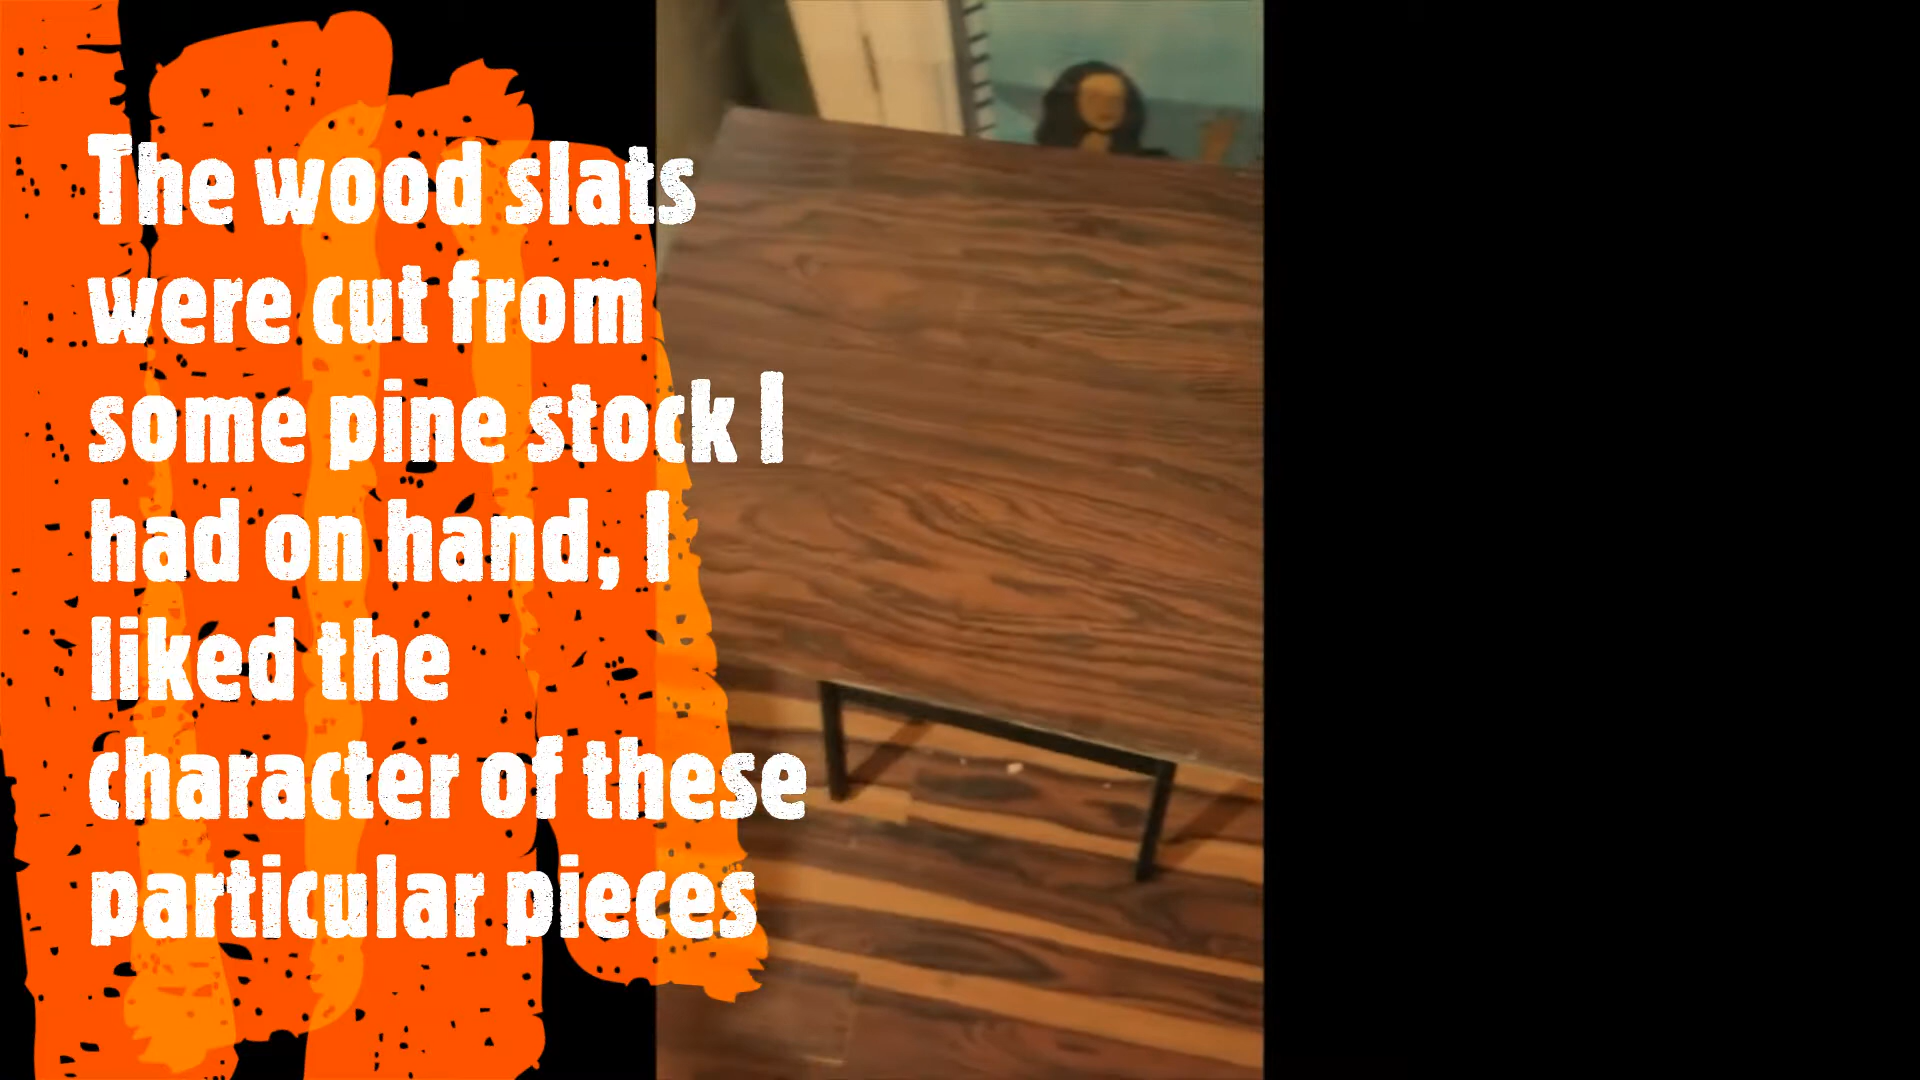 The wood slats
were cut from
some pine stock I
had on hand, I
liked the
character of these
particular pieces